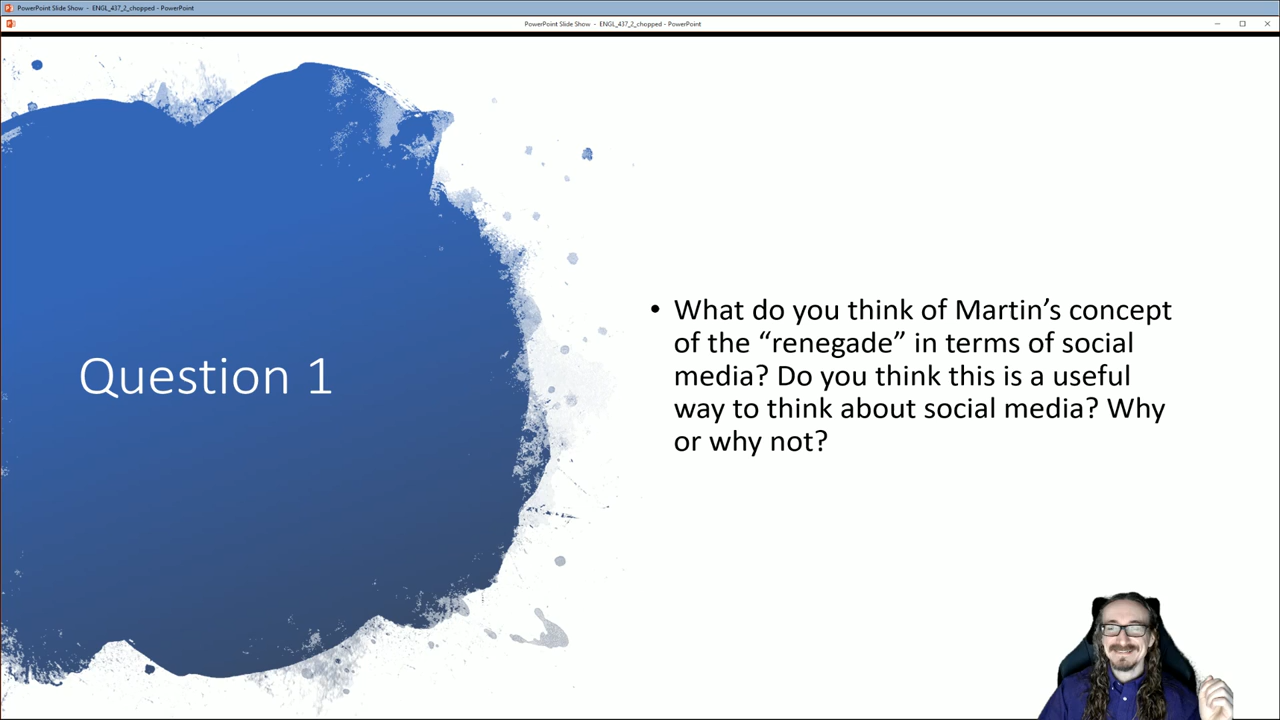 PowerPoint Slide Show - ENGL_437_2_chopped - PowerPoint
PowerPoint Slide Show - ENGL_437_2_chopped - PowerPoint
Question 1
• What do you think of Martin’s concept
of the “renegade” in terms of social
media? Do you think this is a useful
way to think about social media? Why
or why not?